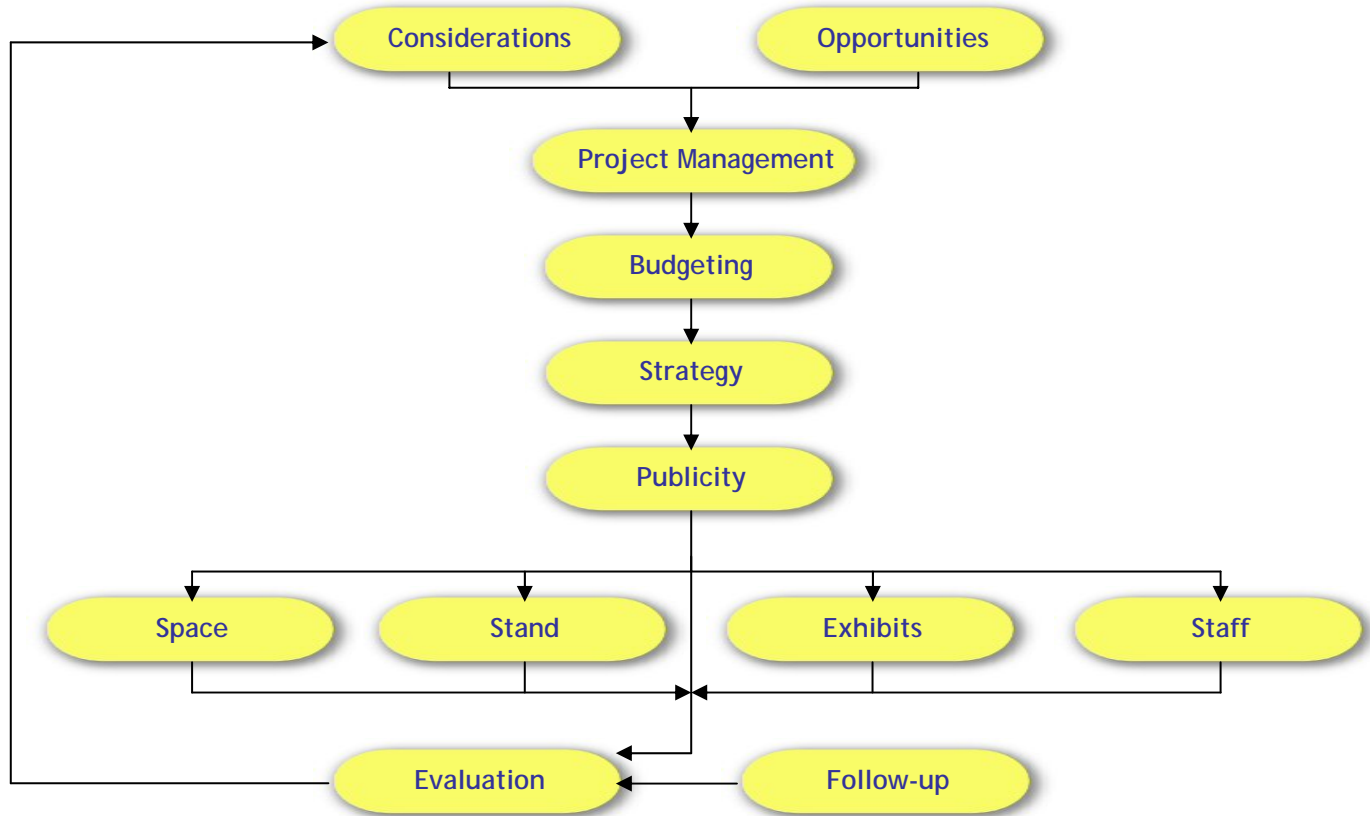 Considerations
Opportunities
Project Management
Budgeting
Strategy
Publicity
Space
Stand
Exhibits
Staff
Evaluation
Follow-up